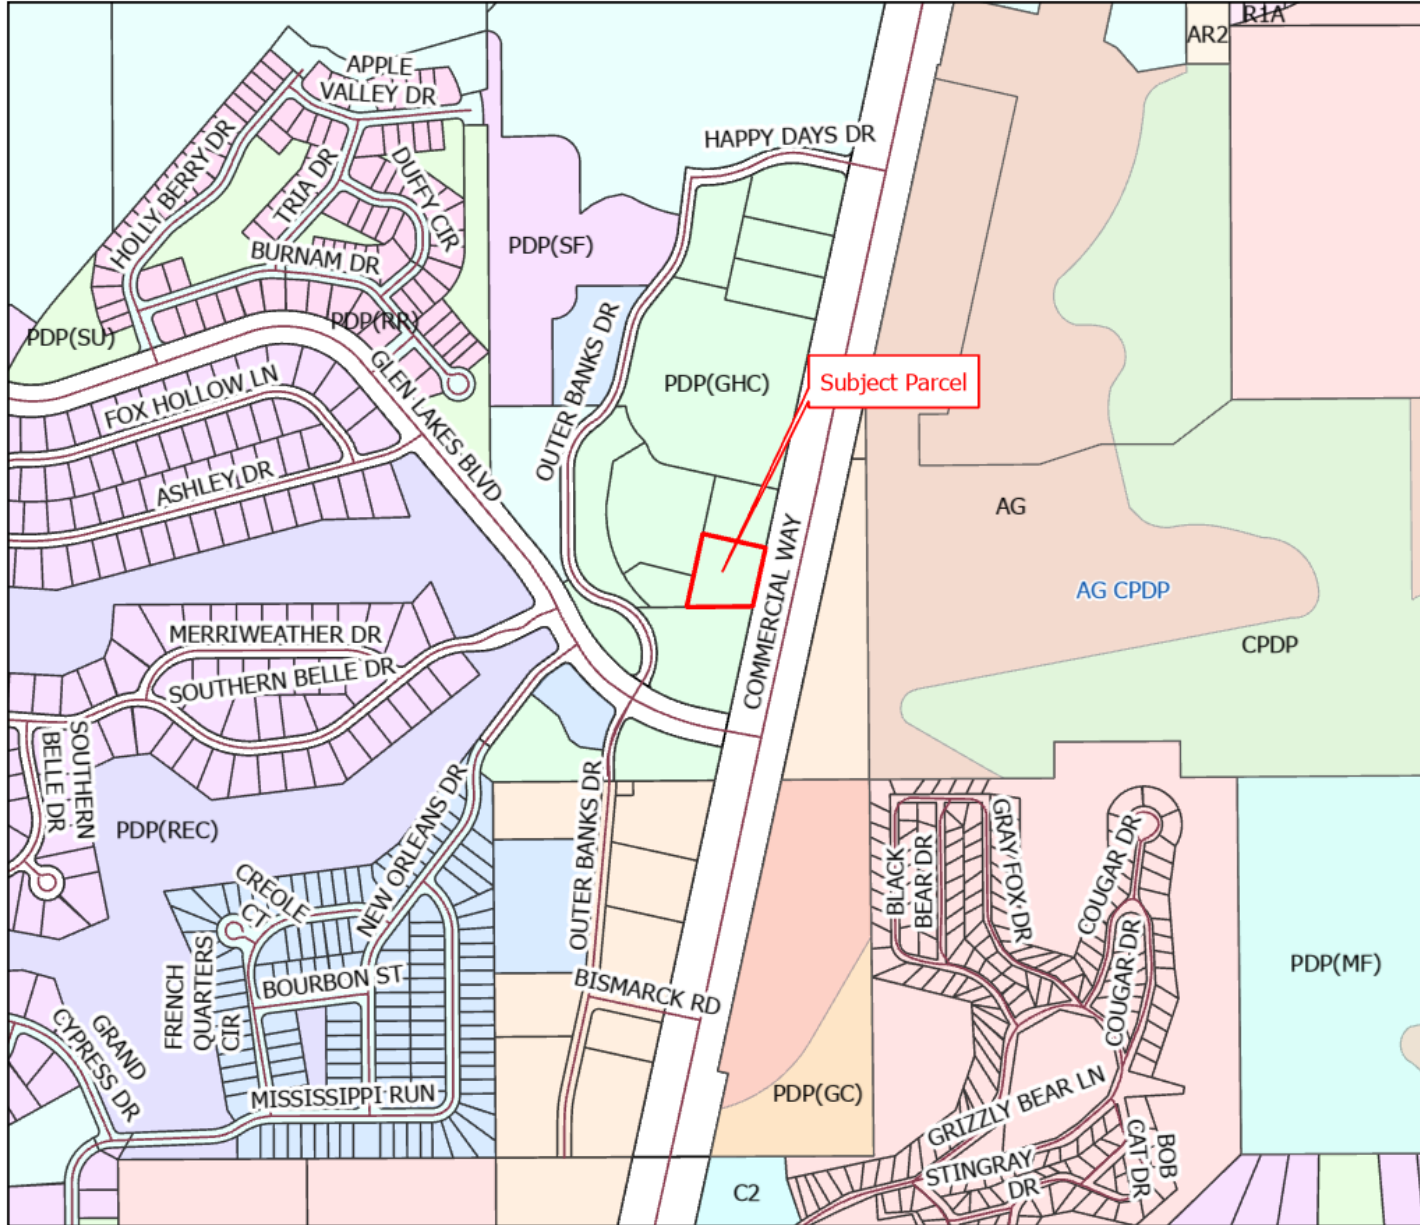 R1A
AR2
APPLE
VALLEY DR
HAPPY DAYS DR
HOLLY BERRY DR
TRIA DR
DUFFY CIR
PDP(SF)
BURNAM DR
PDP(SU)
PDP(RR)
GLEN LAKES BLVD
OUTER BANKS DR
PDP(GHC)
Subject Parcel
FOX HOLLOW LN
ASHLEY DR
AG
COMMERCIAL WAY
AG CPDP
CPDP
MERRIWEATHER DR
SOUTHERN BELLE DR
SOUTHERN
BELLE DR
PDP(REC)
NEW ORLEANS DR
OUTER BANKS DR
BLACK
BEAR DR
GRAY FOX DR
COUGAR DR
COUGAR DR
CREOLE
CT
FRENCH
QUARTERS
CIR
BOURBON ST
BISMARCK RD
PDP(MF)
GRAND
CYPRESS DR
MISSISSIPPI RUN
PDP(GC)
GRIZZLY BEAR LN
STINGRAY
DR
BOB
CAT DR
C2